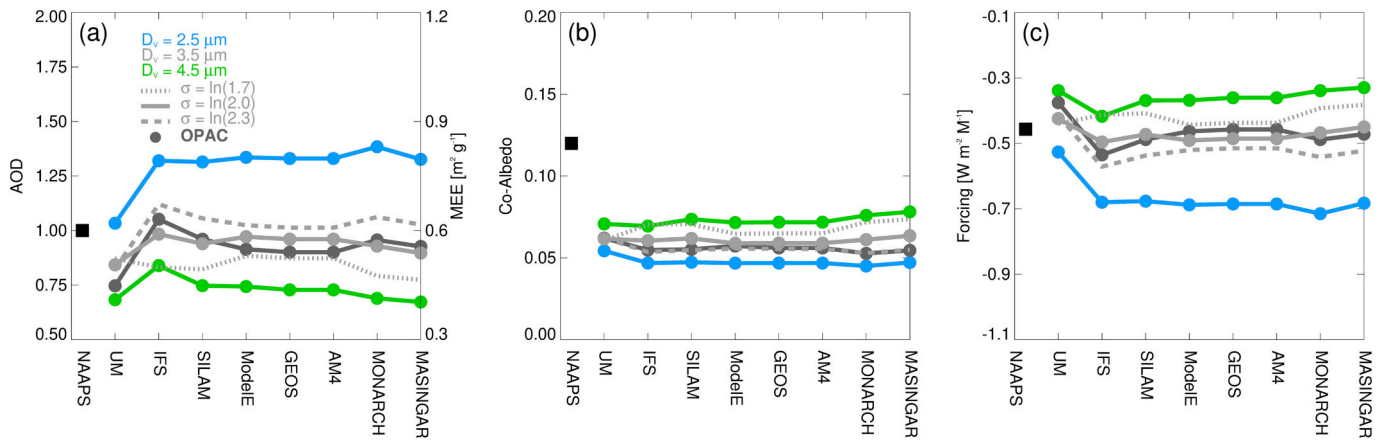 (a)
AOD
2.00
1.75
1.50
1.25
1.00
0.75
0.50
Dᵥ = 2.5 μm
Dᵥ = 3.5 μm
Dᵥ = 4.5 μm
σ = ln(1.7)
σ = ln(2.0)
σ = ln(2.3)
OPAC
1.2
0.9
0.6
0.3
MEE [m² g⁻¹]
NAAPS
UM
IFS
SILAM
ModelE
GEOS
AM4
MONARCH
MASINGAR
(b)
Co-Albedo
0.20
0.15
0.10
0.05
0.00
NAAPS
UM
IFS
SILAM
ModelE
GEOS
AM4
MONARCH
MASINGAR
(c)
Forcing [W m⁻² M⁻¹]
-0.1
-0.3
-0.5
-0.7
-0.9
-1.1
NAAPS
UM
IFS
SILAM
ModelE
GEOS
AM4
MONARCH
MASINGAR